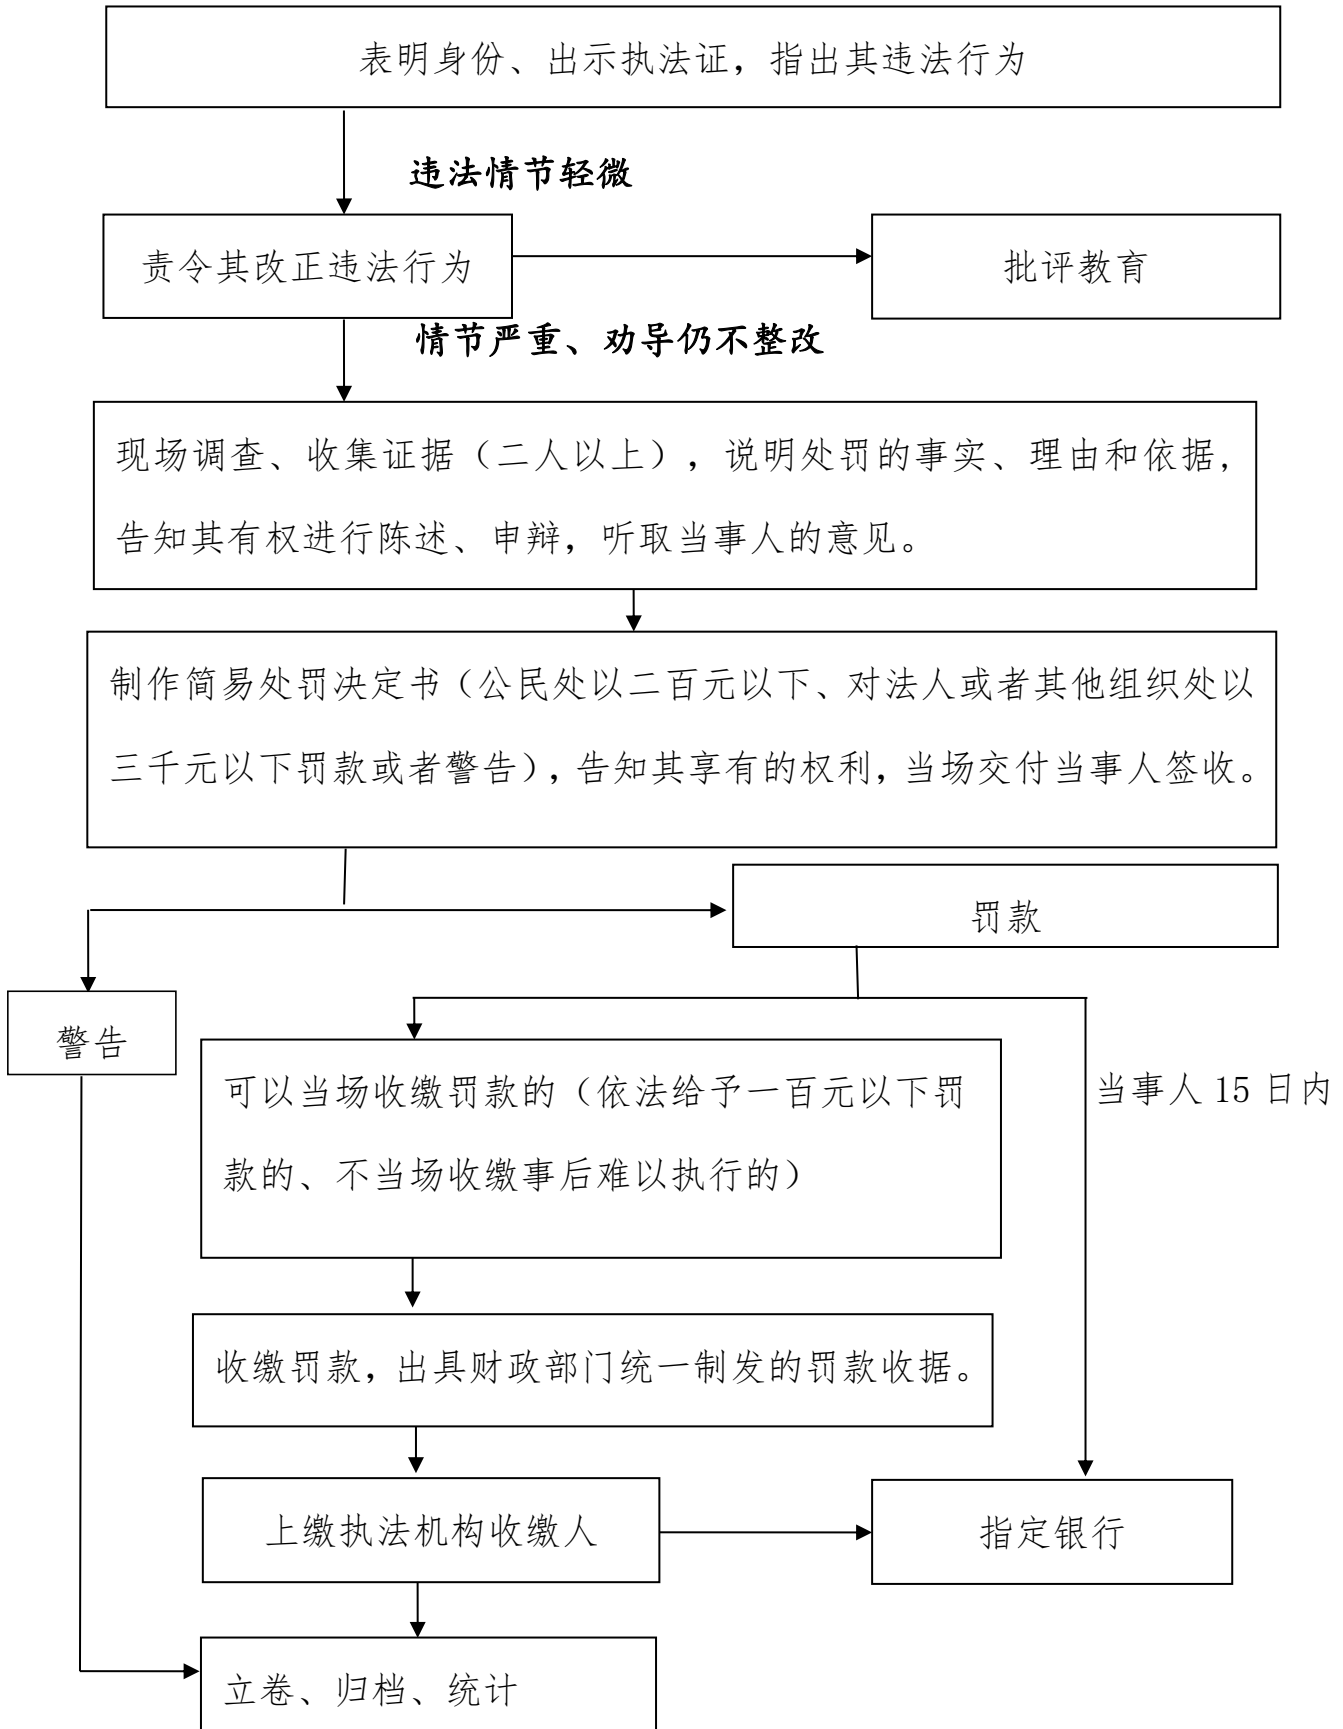 表明身份、出示执法证，指出其违法行为
违法情节轻微
责令其改正违法行为
批评教育
情节严重、劝导仍不整改
现场调查、收集证据（二人以上），说明处罚的事实、理由和依据，
告知其有权进行陈述、申辩，听取当事人的意见。
制作简易处罚决定书（公民处以二百元以下、对法人或者其他组织处以
三千元以下罚款或者警告），告知其享有的权利，当场交付当事人签收。
罚款
警告
可以当场收缴罚款的（依法给予一百元以下罚
款的、不当场收缴事后难以执行的）
当事人 15 日内
收缴罚款，出具财政部门统一制发的罚款收据。
上缴执法机构收缴人
指定银行
立卷、归档、统计